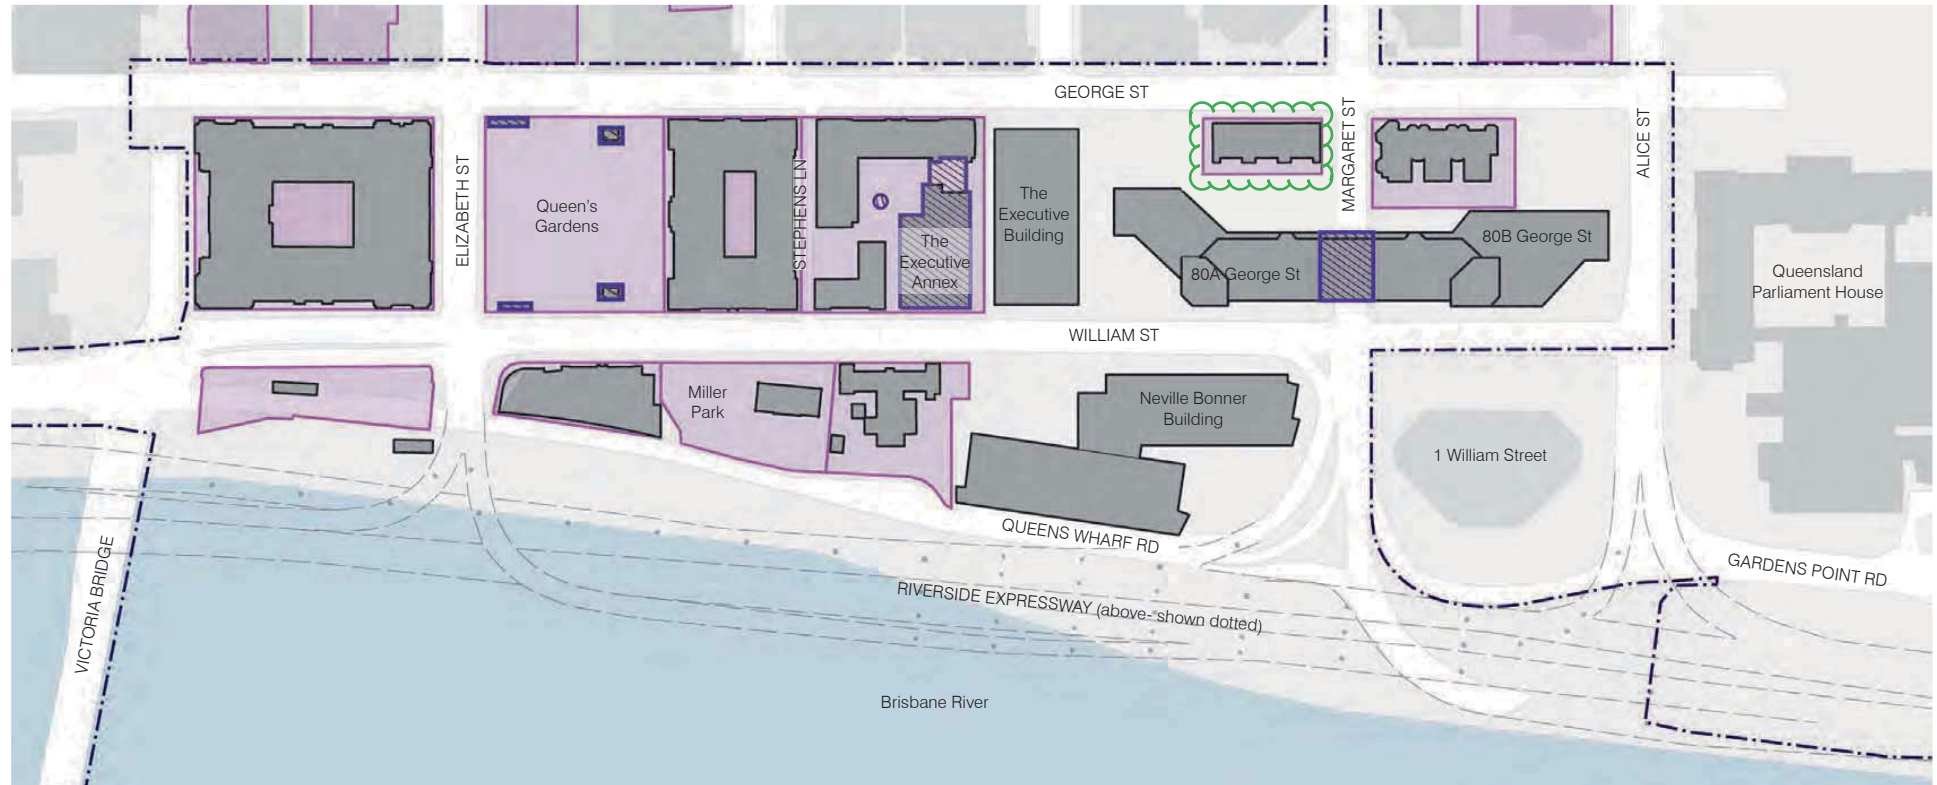 GEORGE ST
MARGARET ST
ALICE ST
ELIZABETH ST
STEPHENS LN
Queen's
Gardens
The
Executive
Building
The
Executive
Annex
80A George St
80B George St
Queensland
Parliament House
WILLIAM ST
Miller
Park
Neville Bonner
Building
1 William Street
QUEENS WHARF RD
RIVERSIDE EXPRESSWAY (above- shown dotted)
GARDENS POINT RD
VICTORIA BRIDGE
Brisbane River